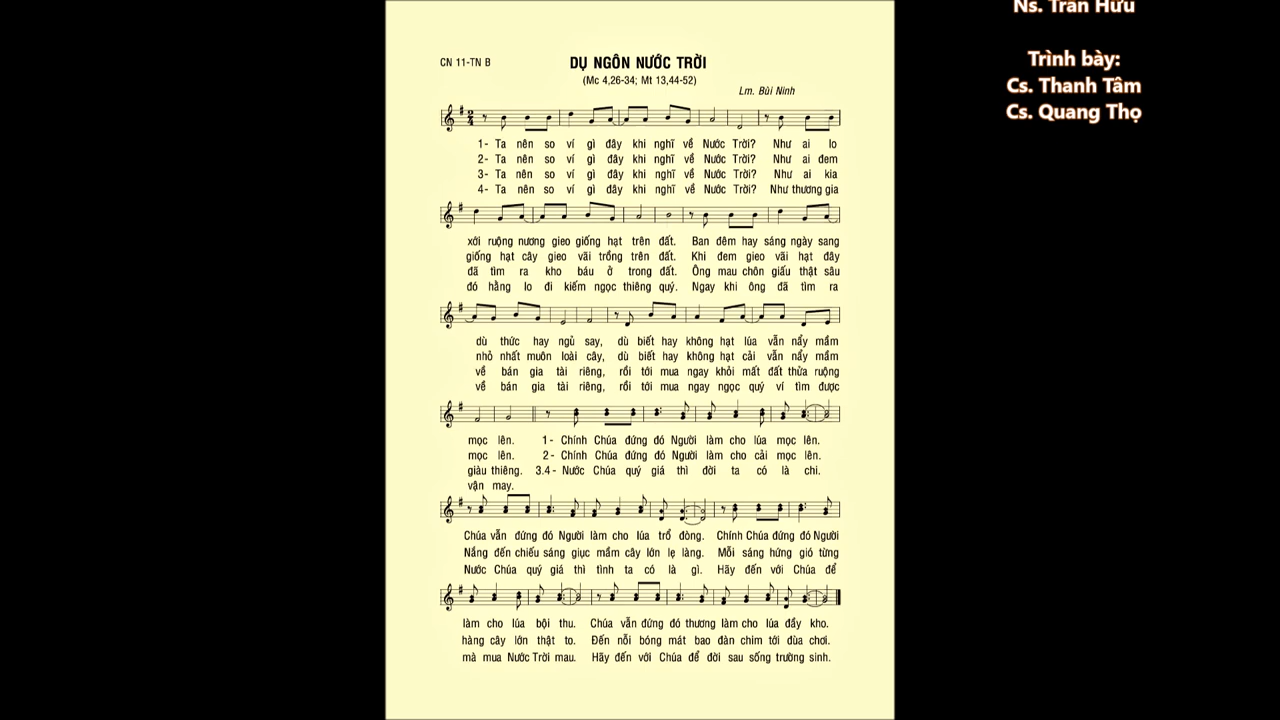 Ns. Trần Hữu
Trình bày:
Cs. Thanh Tâm
Cs. Quang Thọ
CN 11-TN B
DỤ NGÔN NƯỚC TRỜI
(Mc 4,26-34; Mt 13,44-52)
Lm. Bùi Ninh
1- Ta nên so ví gì đây khi nghĩ về Nước Trời? Như ai lo
2- Ta nên so ví gì đây khi nghĩ về Nước Trời? Như ai đem
3- Ta nên so ví gì đây khi nghĩ về Nước Trời? Như ai kia
4- Ta nên so ví gì đây khi nghĩ về Nước Trời? Như thương gia
xới ruộng nương gieo giống hạt trên đất. Ban đêm hay sáng ngày sang
giống hạt cây gieo vãi trồng trên đất. Khi đem gieo vãi hạt đây
đã tìm ra kho báu ở trong đất. Ông mau chôn giấu thật sâu
đó hằng lo đi kiếm ngọc thiêng quý. Ngay khi ông đã tìm ra
dù thức hay ngủ say, dù biết hay không hạt lúa vẫn nẩy mầm
nhỏ nhất muôn loài cây, dù biết hay không hạt cải vẫn nẩy mầm
về bán gia tài riêng, rồi tới mua ngay khỏi mất đất thửa ruộng
về bán gia tài riêng, rồi tới mua ngay ngọc quý ví tìm được
mọc lên. 1- Chính Chúa đứng đó Người làm cho lúa mọc lên.
mọc lên. 2- Chính Chúa đứng đó Người làm cho cải mọc lên.
giàu thiêng. 3.4- Nước Chúa quý giá thì đời ta có là chi.
vận may.
Chúa vẫn đứng đó Người làm cho lúa trổ đòng. Chính Chúa đứng đó Người
Nắng đến chiếu sáng giục mầm cây lớn lẹ làng. Mỗi sáng hứng gió từng
Nước Chúa quý giá thì tình ta có là gì. Hãy đến với Chúa để
làm cho lúa bội thu. Chúa vẫn đứng đó thương làm cho lúa đầy kho.
hàng cây lớn thật to. Đến nỗi bóng mát bao đàn chim tới đùa chơi.
mà mua Nước Trời mau. Hãy đến với Chúa để đời sau sống trường sinh.